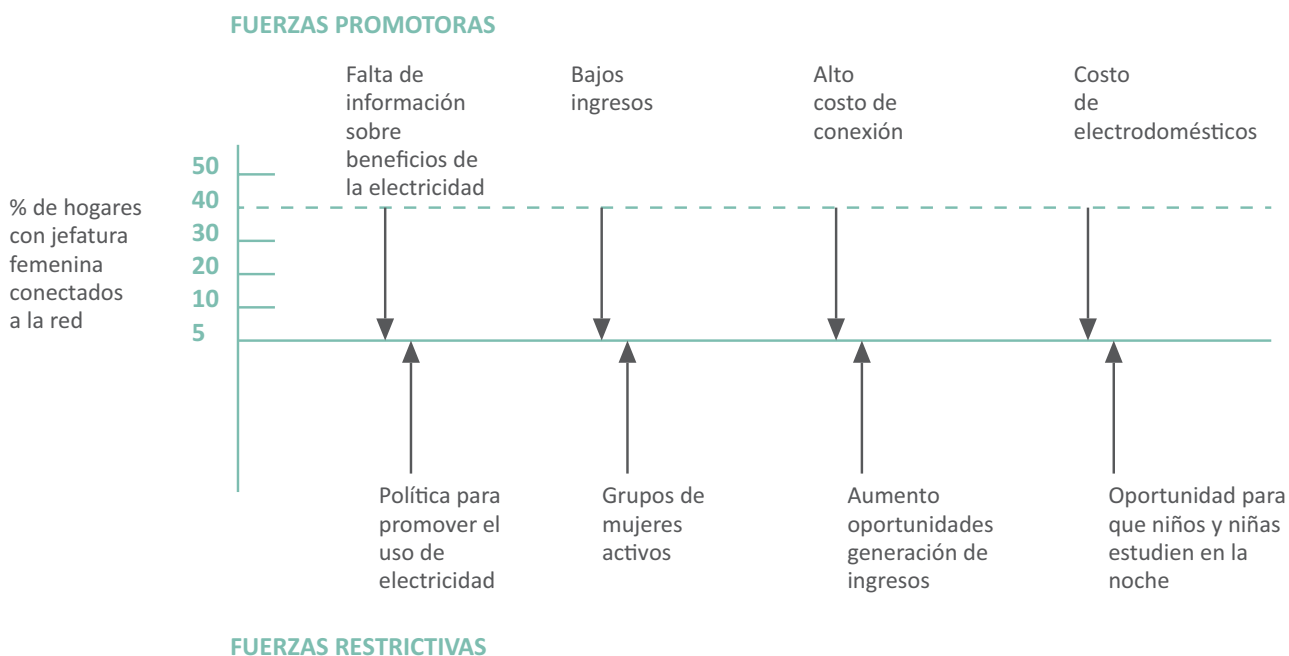 FUERZAS PROMOTORAS
Falta de
información
sobre
beneficios de
la electricidad
Bajos
ingresos
Alto
costo de
conexión
Costo
de
electrodomésticos
% de hogares
con jefatura
femenina
conectados
a la red
50
40
30
20
10
5
Política para
promover el
uso de
electricidad
Grupos de
mujeres
activos
Aumento
oportunidades
generación de
ingresos
Oportunidad para
que niños y niñas
estudien en la
noche
FUERZAS RESTRICTIVAS